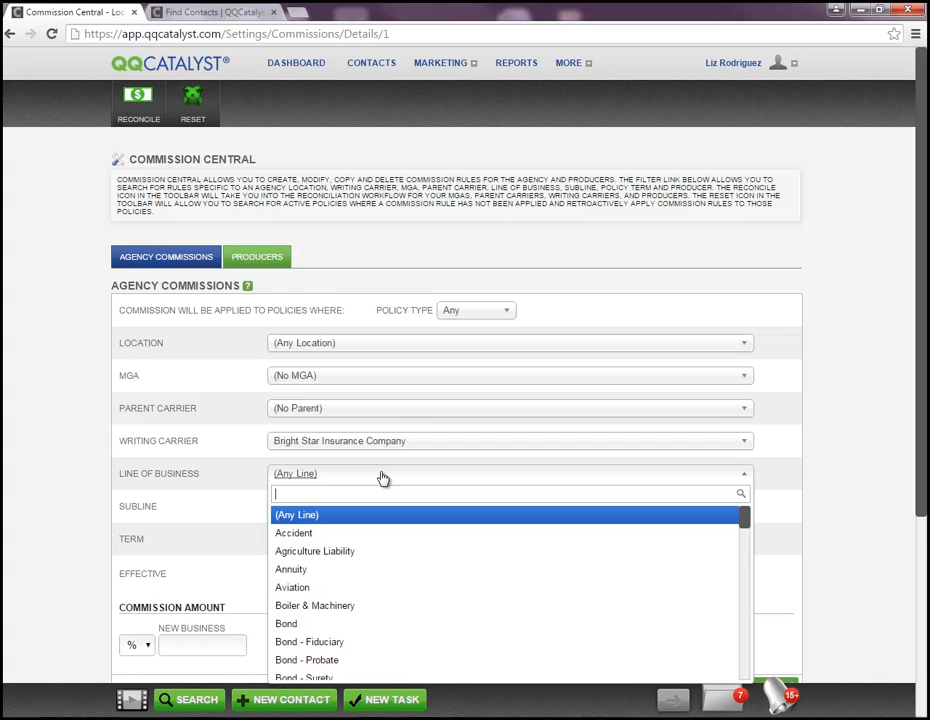 Commission Central - Loc
Find Contacts | QQCatalyst
https://app.qqcatalyst.com/Settings/Commissions/Details/1
QQCATALYST®
DASHBOARD
CONTACTS
MARKETING
REPORTS
MORE
Liz Rodriguez
RECONCILE
RESET
COMMISSION CENTRAL
COMMISSION CENTRAL ALLOWS YOU TO CREATE, MODIFY, COPY AND DELETE COMMISSION RULES FOR THE AGENCY AND PRODUCERS. THE FILTER LINK BELOW ALLOWS YOU TO
SEARCH FOR RULES SPECIFIC TO AN AGENCY LOCATION, WRITING CARRIER, MGA, PARENT CARRIER, LINE OF BUSINESS, SUBLINE, POLICY TERM AND PRODUCER. THE RECONCILE
ICON IN THE TOOLBAR WILL TAKE YOU INTO THE RECONCILIATION WORKFLOW FOR YOUR MGAS, PARENT CARRIERS, WRITING CARRIERS, AND PRODUCERS. THE RESET ICON IN THE
TOOLBAR WILL ALLOW YOU TO SEARCH FOR ACTIVE POLICIES WHERE A COMMISSION RULE HAS NOT BEEN APPLIED AND RETROACTIVELY APPLY COMMISSION RULES TO THOSE
POLICIES.
AGENCY COMMISSIONS
PRODUCERS
AGENCY COMMISSIONS ?
COMMISSION WILL BE APPLIED TO POLICIES WHERE: POLICY TYPE Any
LOCATION (Any Location)
MGA (No MGA)
PARENT CARRIER (No Parent)
WRITING CARRIER Bright Star Insurance Company
LINE OF BUSINESS (Any Line)
SUBLINE
TERM
EFFECTIVE
(Any Line)
Accident
Agriculture Liability
Annuity
Aviation
Boiler & Machinery
Bond
Bond - Fiduciary
Bond - Probate
Bond - Surety
COMMISSION AMOUNT
NEW BUSINESS
%
SEARCH
NEW CONTACT
NEW TASK
7
15+